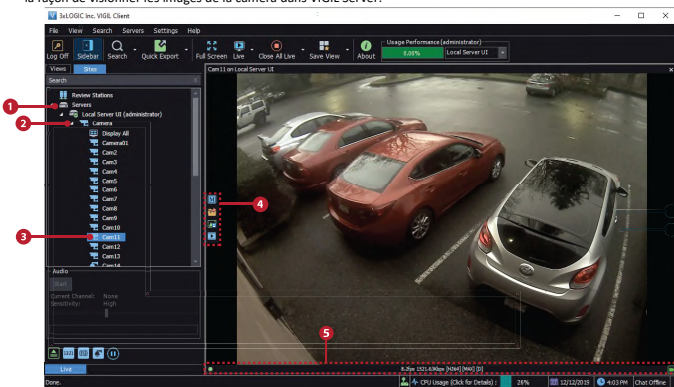 la façon de visionner les images de la caméra dans VIGIL Server.
3xLOGIC Inc. VIGIL Client
File View Search Servers Settings Help
Log Off Sidebar Search Quick Export Full Screen Live Close All Live Save View About
Usage Performance (administrator)
8.08% Local Server UI
Views Sites
Cam11 on Local Server UI
Search
Review Stations
1 Servers
Local Server UI (administrator)
2 Camera
Display All
Camera01
Cam2
Cam3
Cam4
Cam5
Cam6
Cam7
Cam8
Cam9
Cam10
3 Cam11
Cam12
Cam13
Cam14
4
Audio
Start
Current Channel: None
Sensitivity: High
5
Live
Done.
CPU Usage (Click for Details) : 26% 12/12/2019 4:03 PM Chat Offline